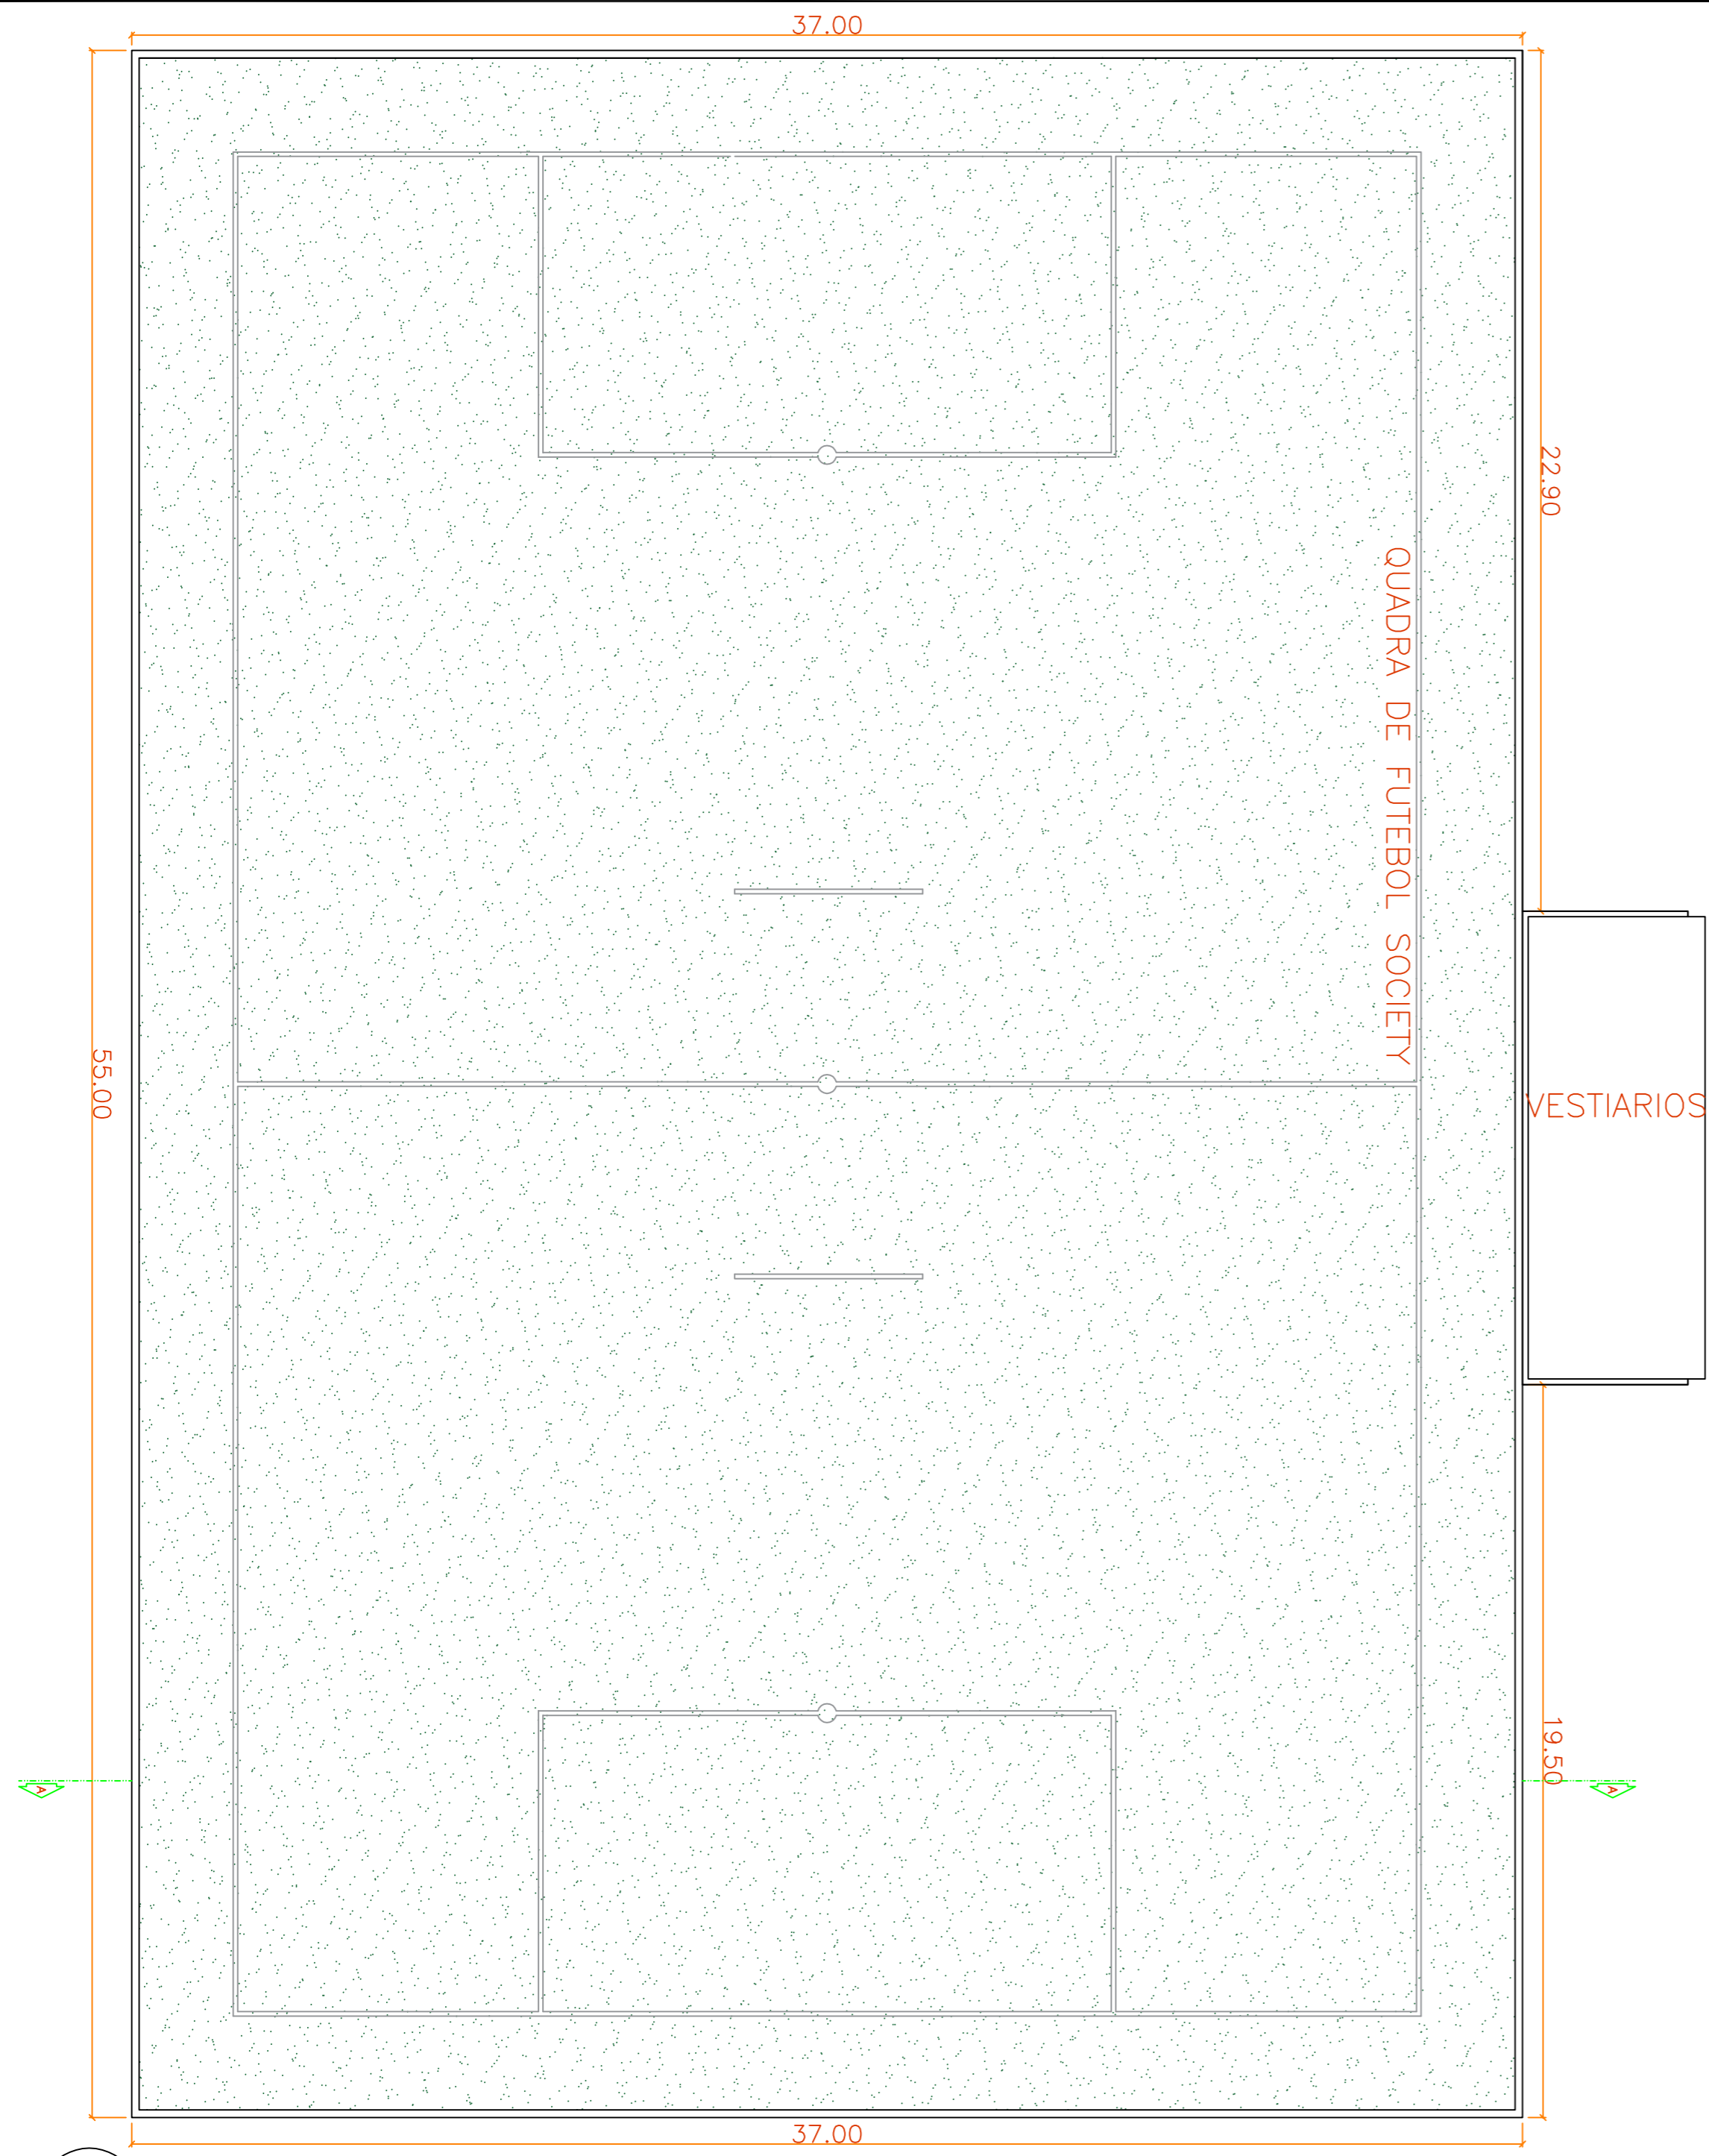 37.00
22.90
QUADRA DE FUTEBOL SOCIETY
VESTIARIOS
55.00
19.50
A
A
37.00